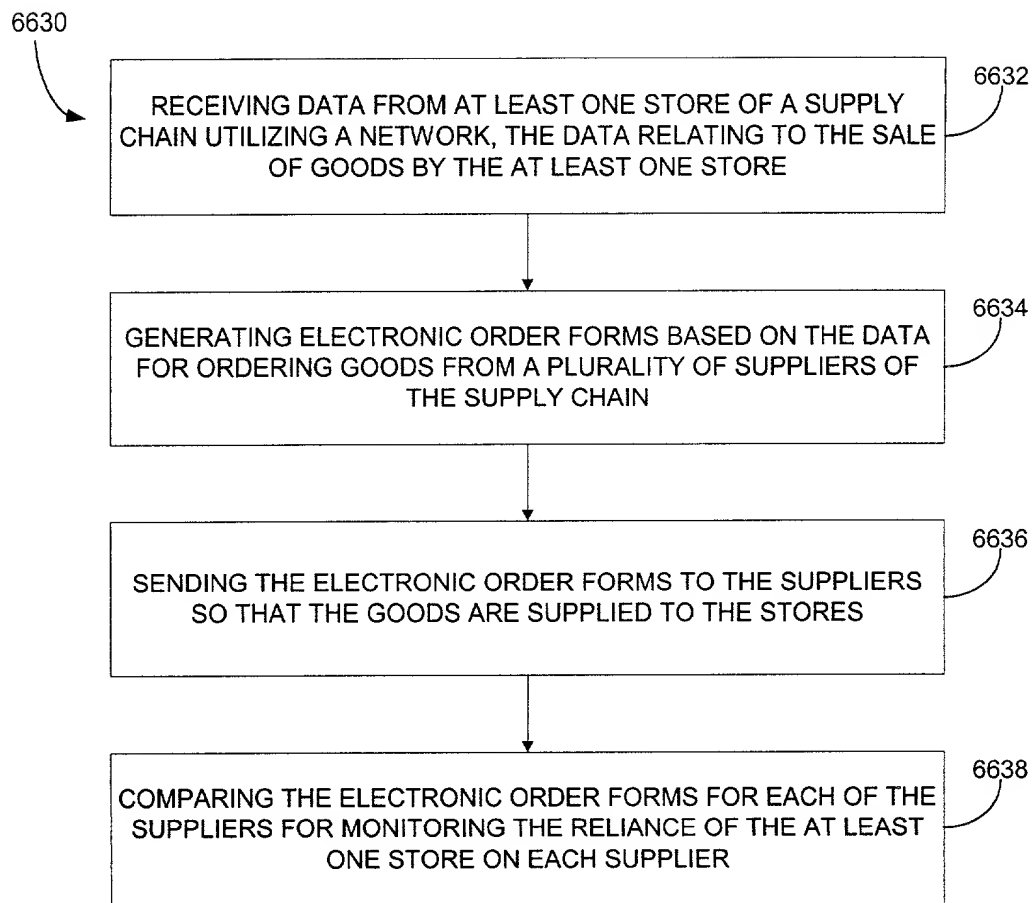 6630
6632
RECEIVING DATA FROM AT LEAST ONE STORE OF A SUPPLY
CHAIN UTILIZING A NETWORK, THE DATA RELATING TO THE SALE
OF GOODS BY THE AT LEAST ONE STORE
6634
GENERATING ELECTRONIC ORDER FORMS BASED ON THE DATA
FOR ORDERING GOODS FROM A PLURALITY OF SUPPLIERS OF
THE SUPPLY CHAIN
6636
SENDING THE ELECTRONIC ORDER FORMS TO THE SUPPLIERS
SO THAT THE GOODS ARE SUPPLIED TO THE STORES
6638
COMPARING THE ELECTRONIC ORDER FORMS FOR EACH OF THE
SUPPLIERS FOR MONITORING THE RELIANCE OF THE AT LEAST
ONE STORE ON EACH SUPPLIER